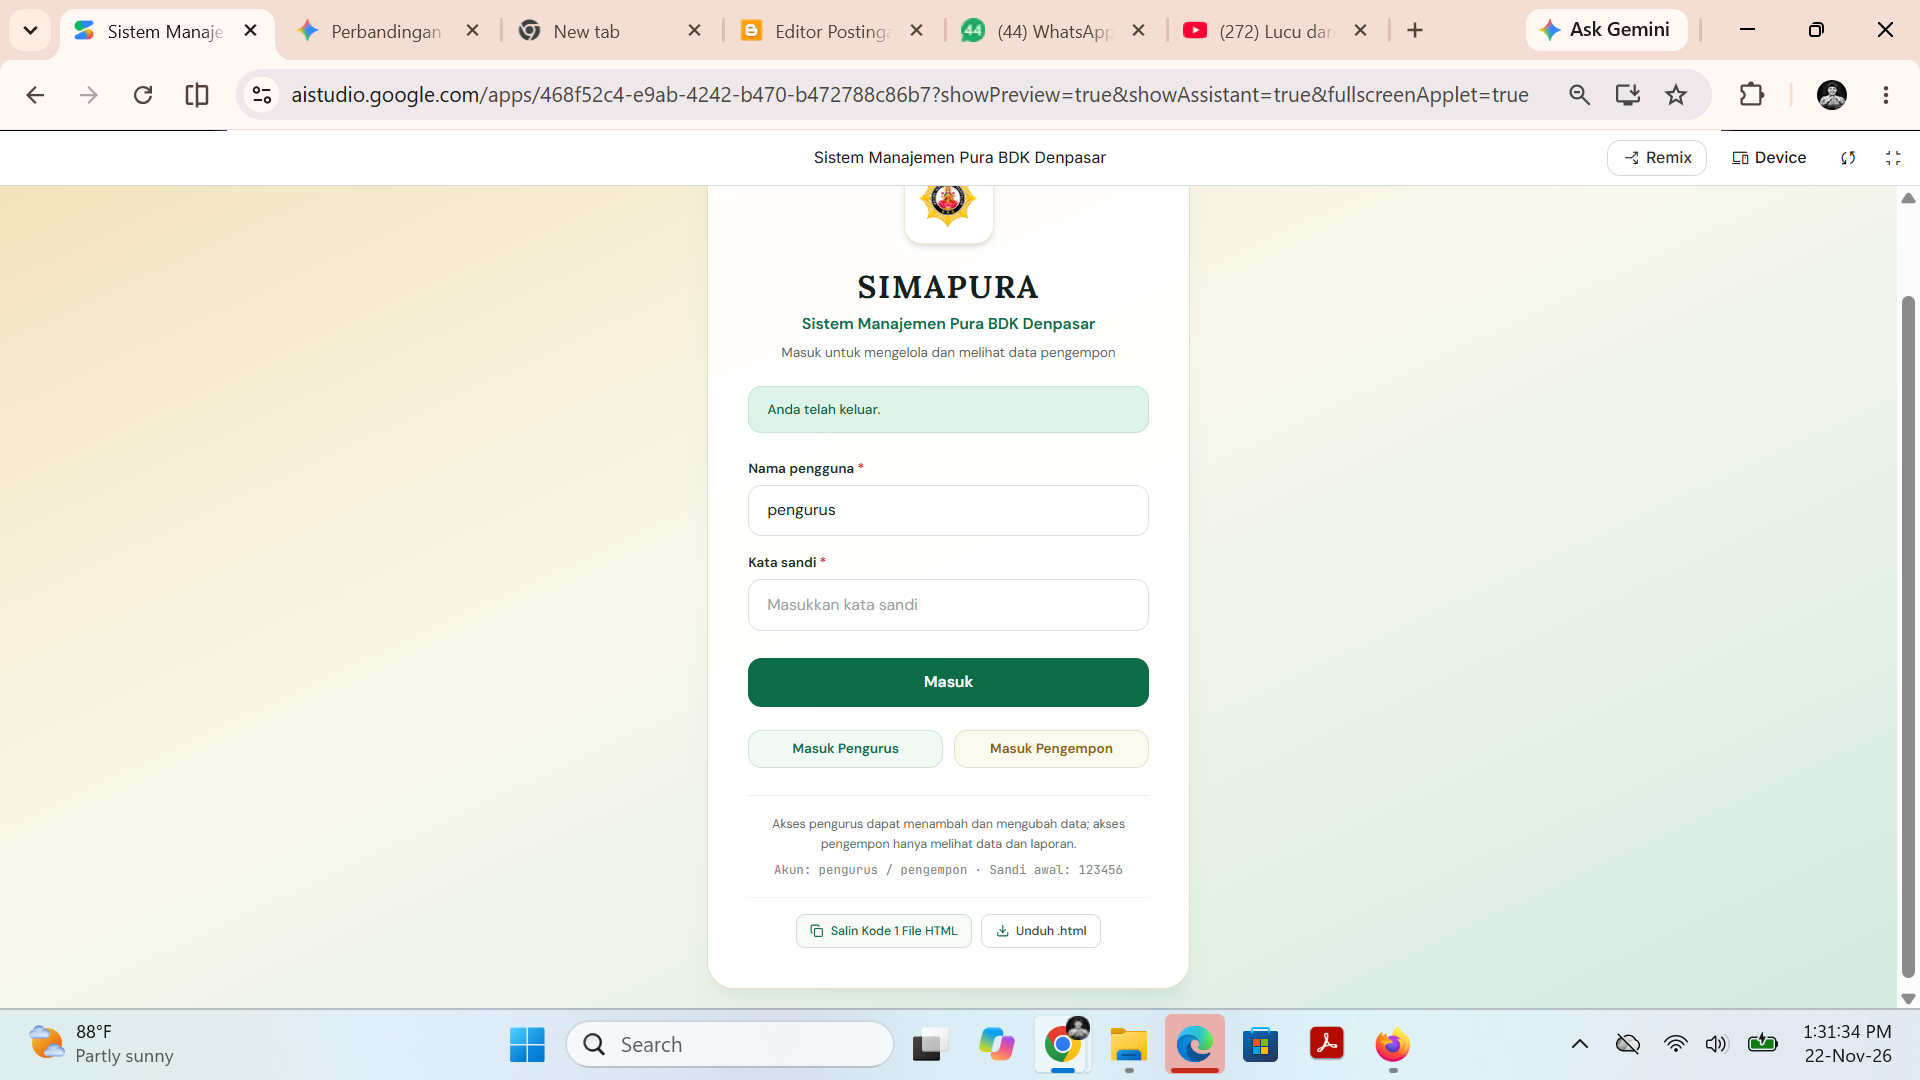 Sistem Manaje
Perbandingan
New tab
Editor Posting
44
(44) WhatsApp
(272) Lucu dan
Ask Gemini
aistudio.google.com/apps/468f52c4-e9ab-4242-b470-b472788c86b7?showPreview=true&showAssistant=true&fullscreenApplet=true
Sistem Manajemen Pura BDK Denpasar
Remix
Device
SIMAPURA
Sistem Manajemen Pura BDK Denpasar
Masuk untuk mengelola dan melihat data pengempon
Anda telah keluar.
Nama pengguna *
pengurus
Kata sandi *
Masukkan kata sandi
Masuk
Masuk Pengurus
Masuk Pengempon
Akses pengurus dapat menambah dan mengubah data; akses
pengempon hanya melihat data dan laporan.
Akun: pengurus / pengempon · Sandi awal: 123456
Salin Kode 1 File HTML
Unduh .html
88°F
Partly sunny
Search
1:31:34 PM
22-Nov-26